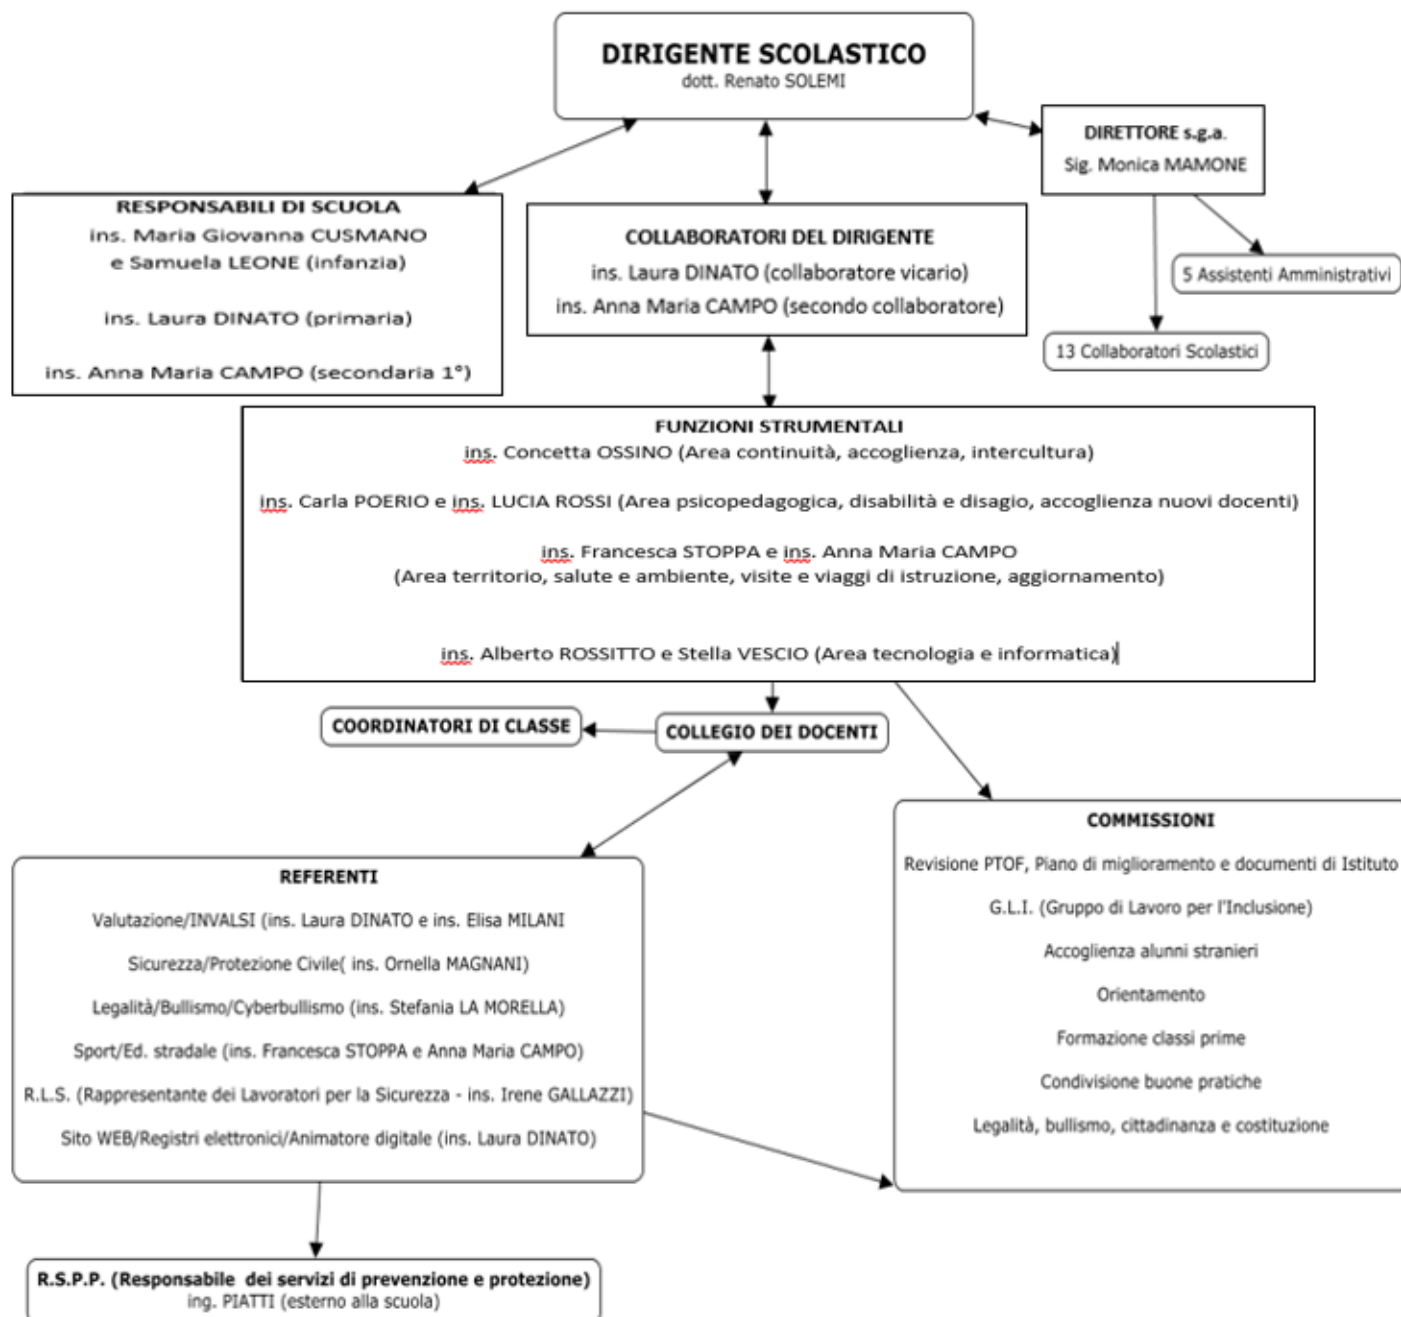 DIRIGENTE SCOLASTICO
dott. Renato SOLEMI
DIRETTORE s.g.a.
Sig. Monica MAMONE
RESPONSABILI DI SCUOLA
ins. Maria Giovanna CUSMANO
e Samuela LEONE (infanzia)
ins. Laura DINATO (primaria)
ins. Anna Maria CAMPO (secondaria 1°)
COLLABORATORI DEL DIRIGENTE
ins. Laura DINATO (collaboratore vicario)
ins. Anna Maria CAMPO (secondo collaboratore)
5 Assistenti Amministrativi
13 Collaboratori Scolastici
FUNZIONI STRUMENTALI
ins. Concetta OSSINO (Area continuità, accoglienza, intercultura)
ins. Carla POERIO e ins. LUCIA ROSSI (Area psicopedagogica, disabilità e disagio, accoglienza nuovi docenti)
ins. Francesca STOPPA e ins. Anna Maria CAMPO
(Area territorio, salute e ambiente, visite e viaggi di istruzione, aggiornamento)
ins. Alberto ROSSITTO e Stella VESCIO (Area tecnologia e informatica)
COORDINATORI DI CLASSE
COLLEGIO DEI DOCENTI
REFERENTI
Valutazione/INVALSI (ins. Laura DINATO e ins. Elisa MILANI
Sicurezza/Protezione Civile( ins. Ornella MAGNANI)
Legalità/Bullismo/Cyberbullismo (ins. Stefania LA MORELLA)
Sport/Ed. stradale (ins. Francesca STOPPA e Anna Maria CAMPO)
R.L.S. (Rappresentante dei Lavoratori per la Sicurezza - ins. Irene GALLAZZI)
Sito WEB/Registri elettronici/Animatore digitale (ins. Laura DINATO)
COMMISSIONI
Revisione PTOF, Piano di miglioramento e documenti di Istituto
G.L.I. (Gruppo di Lavoro per l'Inclusione)
Accoglienza alunni stranieri
Orientamento
Formazione classi prime
Condivisione buone pratiche
Legalità, bullismo, cittadinanza e costituzione
R.S.P.P. (Responsabile dei servizi di prevenzione e protezione)
ing. PIATTI (esterno alla scuola)